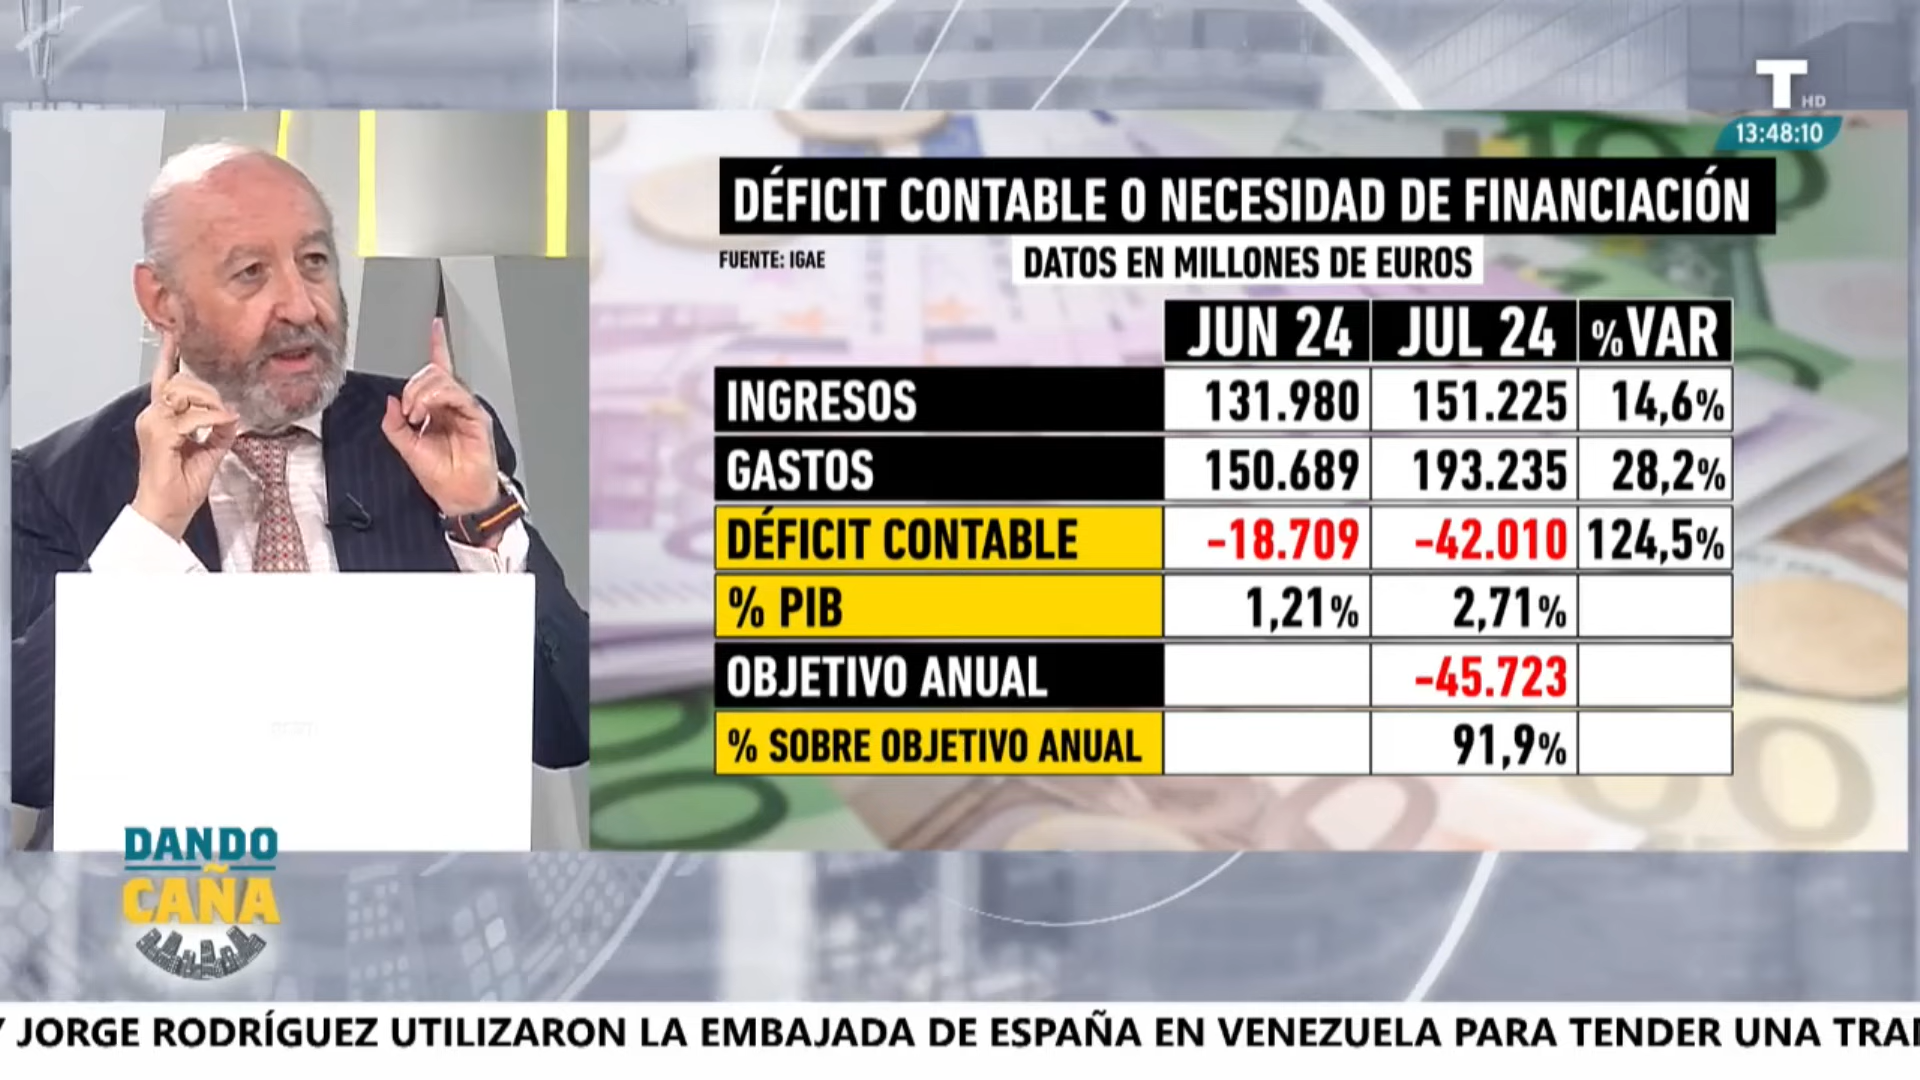 T HD
13:48:10
DÉFICIT CONTABLE O NECESIDAD DE FINANCIACIÓN
FUENTE: IGAE
DATOS EN MILLONES DE EUROS
JUN 24 JUL 24 %VAR
INGRESOS 131.980 151.225 14,6%
GASTOS 150.689 193.235 28,2%
DÉFICIT CONTABLE -18.709 -42.010 124,5%
% PIB 1,21% 2,71%
OBJETIVO ANUAL -45.723
% SOBRE OBJETIVO ANUAL 91,9%
DANDO
CAÑA
Y JORGE RODRÍGUEZ UTILIZARON LA EMBAJADA DE ESPAÑA EN VENEZUELA PARA TENDER UNA TRA